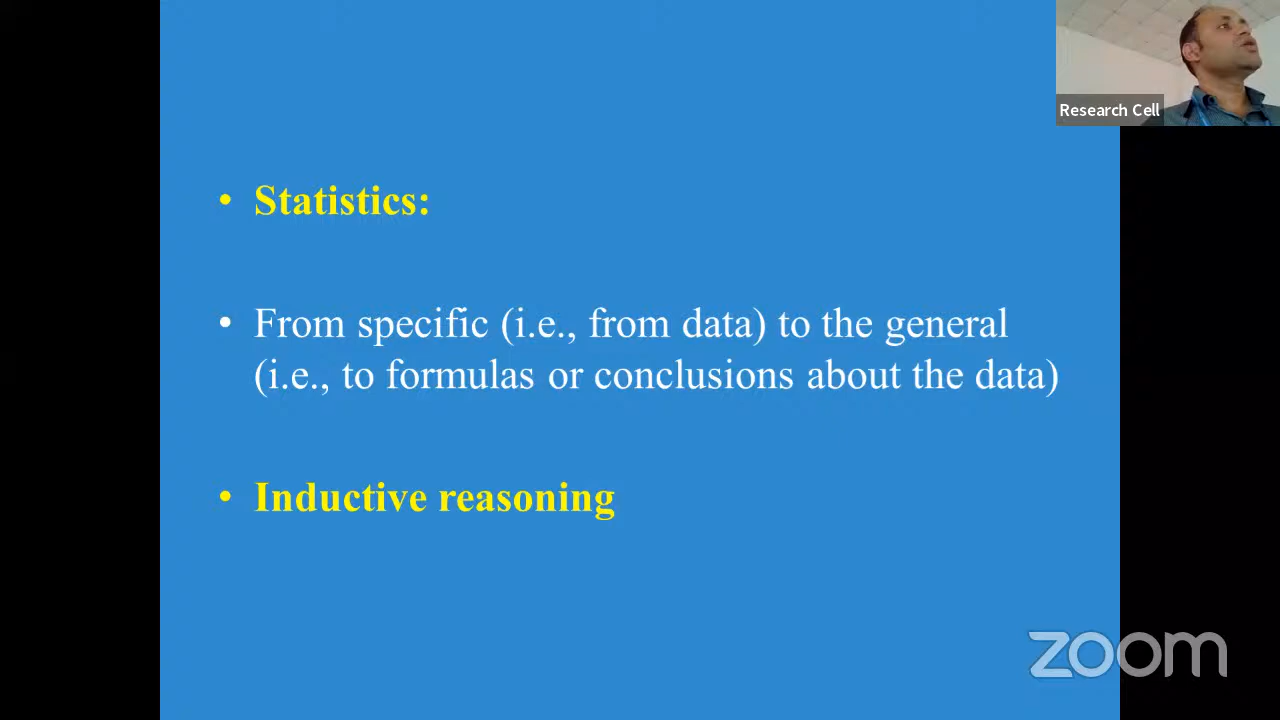 Research Cell
• Statistics:
• From specific (i.e., from data) to the general
(i.e., to formulas or conclusions about the data)
• Inductive reasoning
zoom